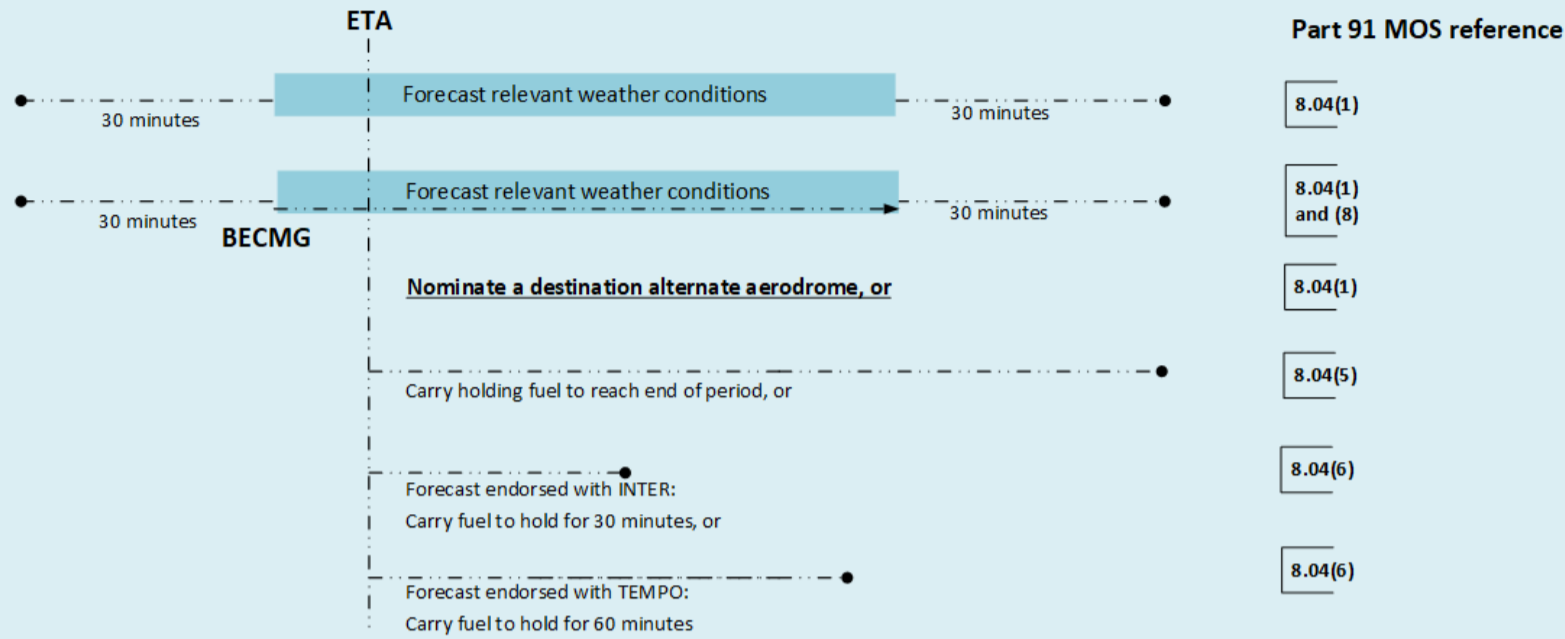 ETA
Part 91 MOS reference
Forecast relevant weather conditions
30 minutes
30 minutes
8.04(1)
Forecast relevant weather conditions
30 minutes
30 minutes
BECMG
8.04(1)
and (8)
Nominate a destination alternate aerodrome, or
8.04(1)
Carry holding fuel to reach end of period, or
8.04(5)
Forecast endorsed with INTER:
Carry fuel to hold for 30 minutes, or
8.04(6)
Forecast endorsed with TEMPO:
Carry fuel to hold for 60 minutes
8.04(6)